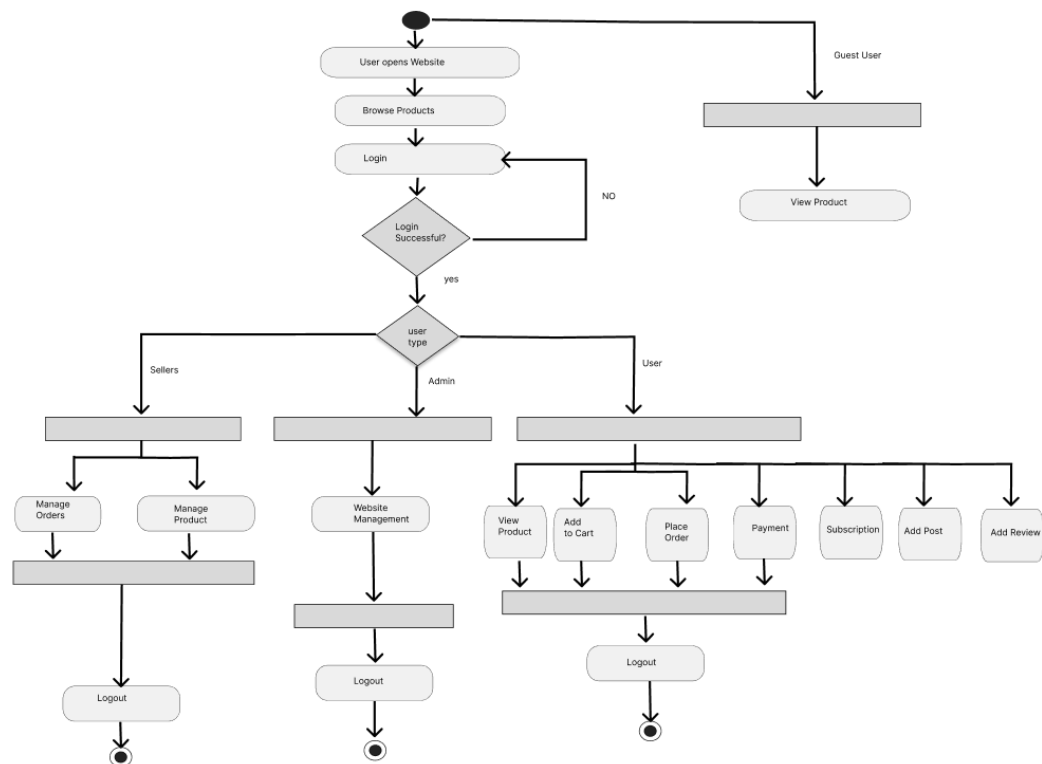 User opens Website
Guest User
Browse Products
Login
NO
View Product
Login
Successful?
yes
user
type
Sellers
User
Admin
Manage
Orders
Manage
Product
Website
Management
View
Product
Add
to Cart
Place
Order
Payment
Subscription
Add Post
Add Review
Logout
Logout
Logout